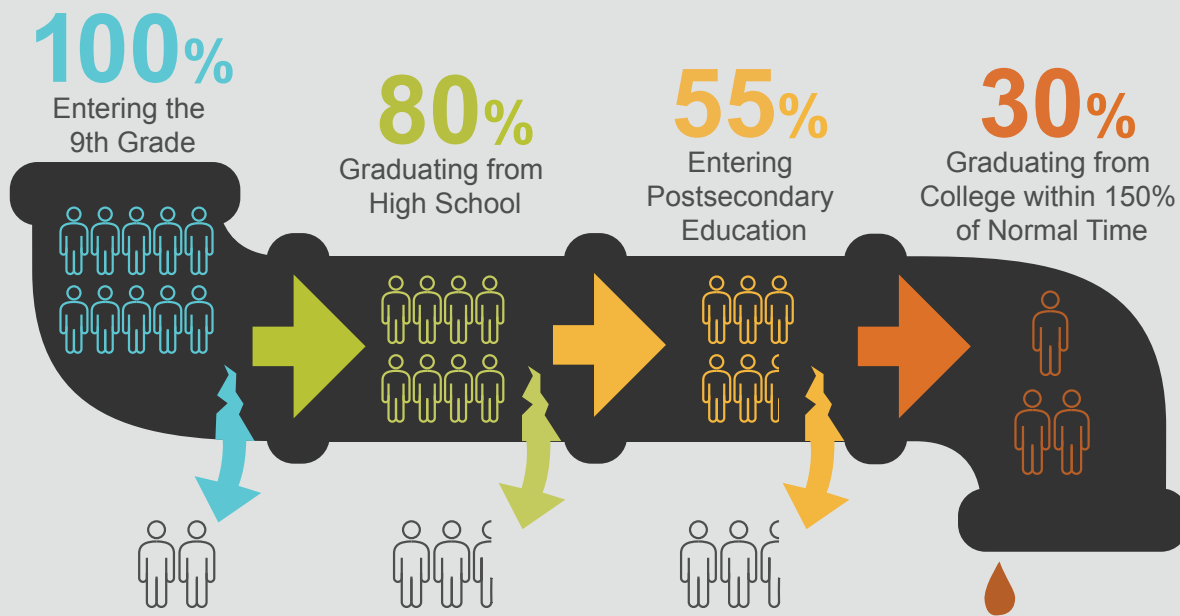 100%
Entering the
9th Grade
80%
Graduating from
High School
55%
Entering
Postsecondary
Education
30%
Graduating from
College within 150%
of Normal Time